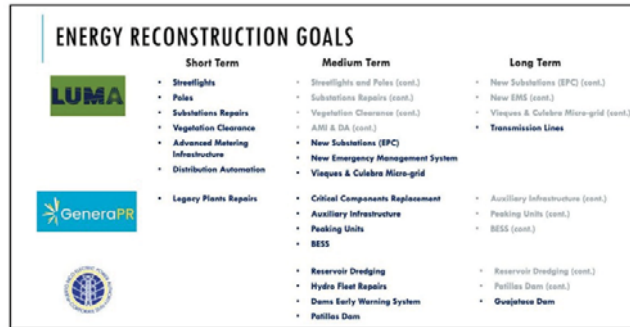 ENERGY RECONSTRUCTION GOALS
Short Term
Medium Term
Long Term
LUMA
• Streetlights
• Poles
• Substations Repairs
• Vegetation Clearance
• Advanced Metering
Infrastructure
• Distribution Automation
• Streetlights and Poles (cont.)
• Substations Repairs (cont.)
• Vegetation Clearance (cont.)
• AMI & DA (cont.)
• New Substations (EPC)
• New Emergency Management System
• Vieques & Culebra Micro-grid
• New Substations (EPC) (cont.)
• New EMS (cont.)
• Vieques & Culebra Micro-grid (cont.)
• Transmission Lines
GeneraPR
• Legacy Plants Repairs
• Critical Components Replacement
• Auxiliary Infrastructure
• Peaking Units
• BESS
• Auxiliary Infrastructure (cont.)
• Peaking Units (cont.)
• BESS (cont.)
• Reservoir Dredging
• Hydro Fleet Repairs
• Dams Early Warning System
• Patillas Dam
• Reservoir Dredging (cont.)
• Patillas Dam (cont.)
• Guajataca Dam